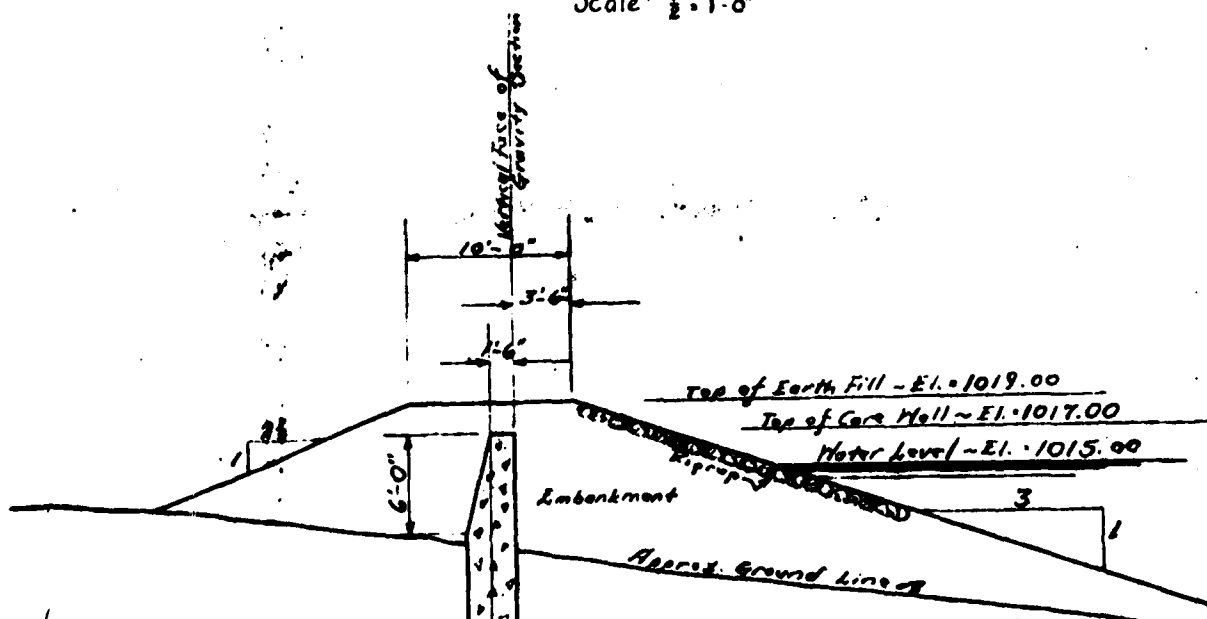 Scale 1/2 = 1-0
Vertical Face of
Gravity Section
10'-0"
3'-6"
1'-6"
Top of Earth Fill ~ El. 1019.00
Top of Core Wall ~ El. 1017.00
Water Level ~ El. 1015.00
2½
1
6'-0"
Riprap
Embankment
3
1
Approx. Ground Line